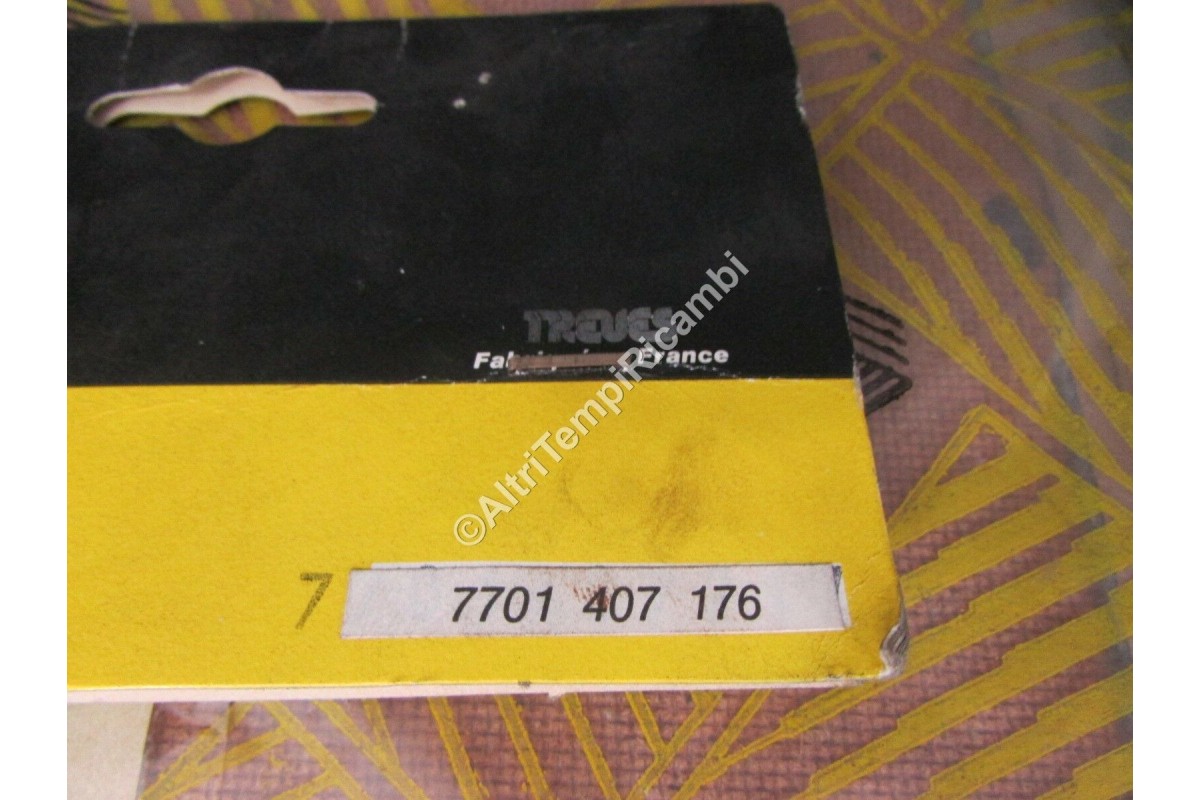 TREVES
France
©AltriTempiRicambi
7 7701 407 176